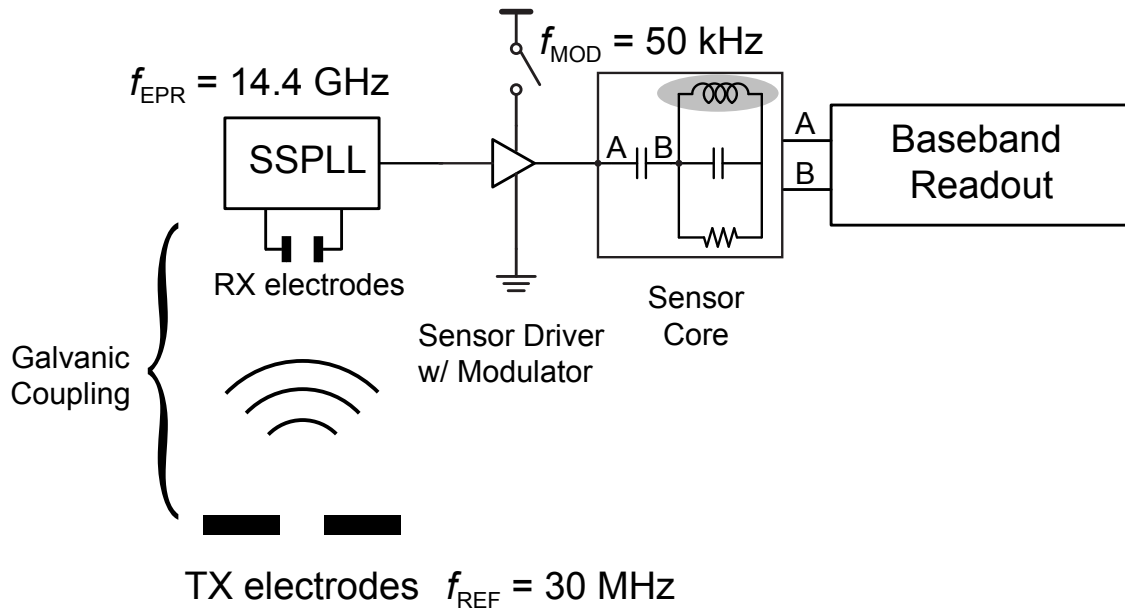 f_MOD = 50 kHz
f_EPR = 14.4 GHz
SSPLL
A B
A
B
Baseband
Readout
RX electrodes
Sensor
Core
Sensor Driver
w/ Modulator
Galvanic
Coupling
TX electrodes f_REF = 30 MHz